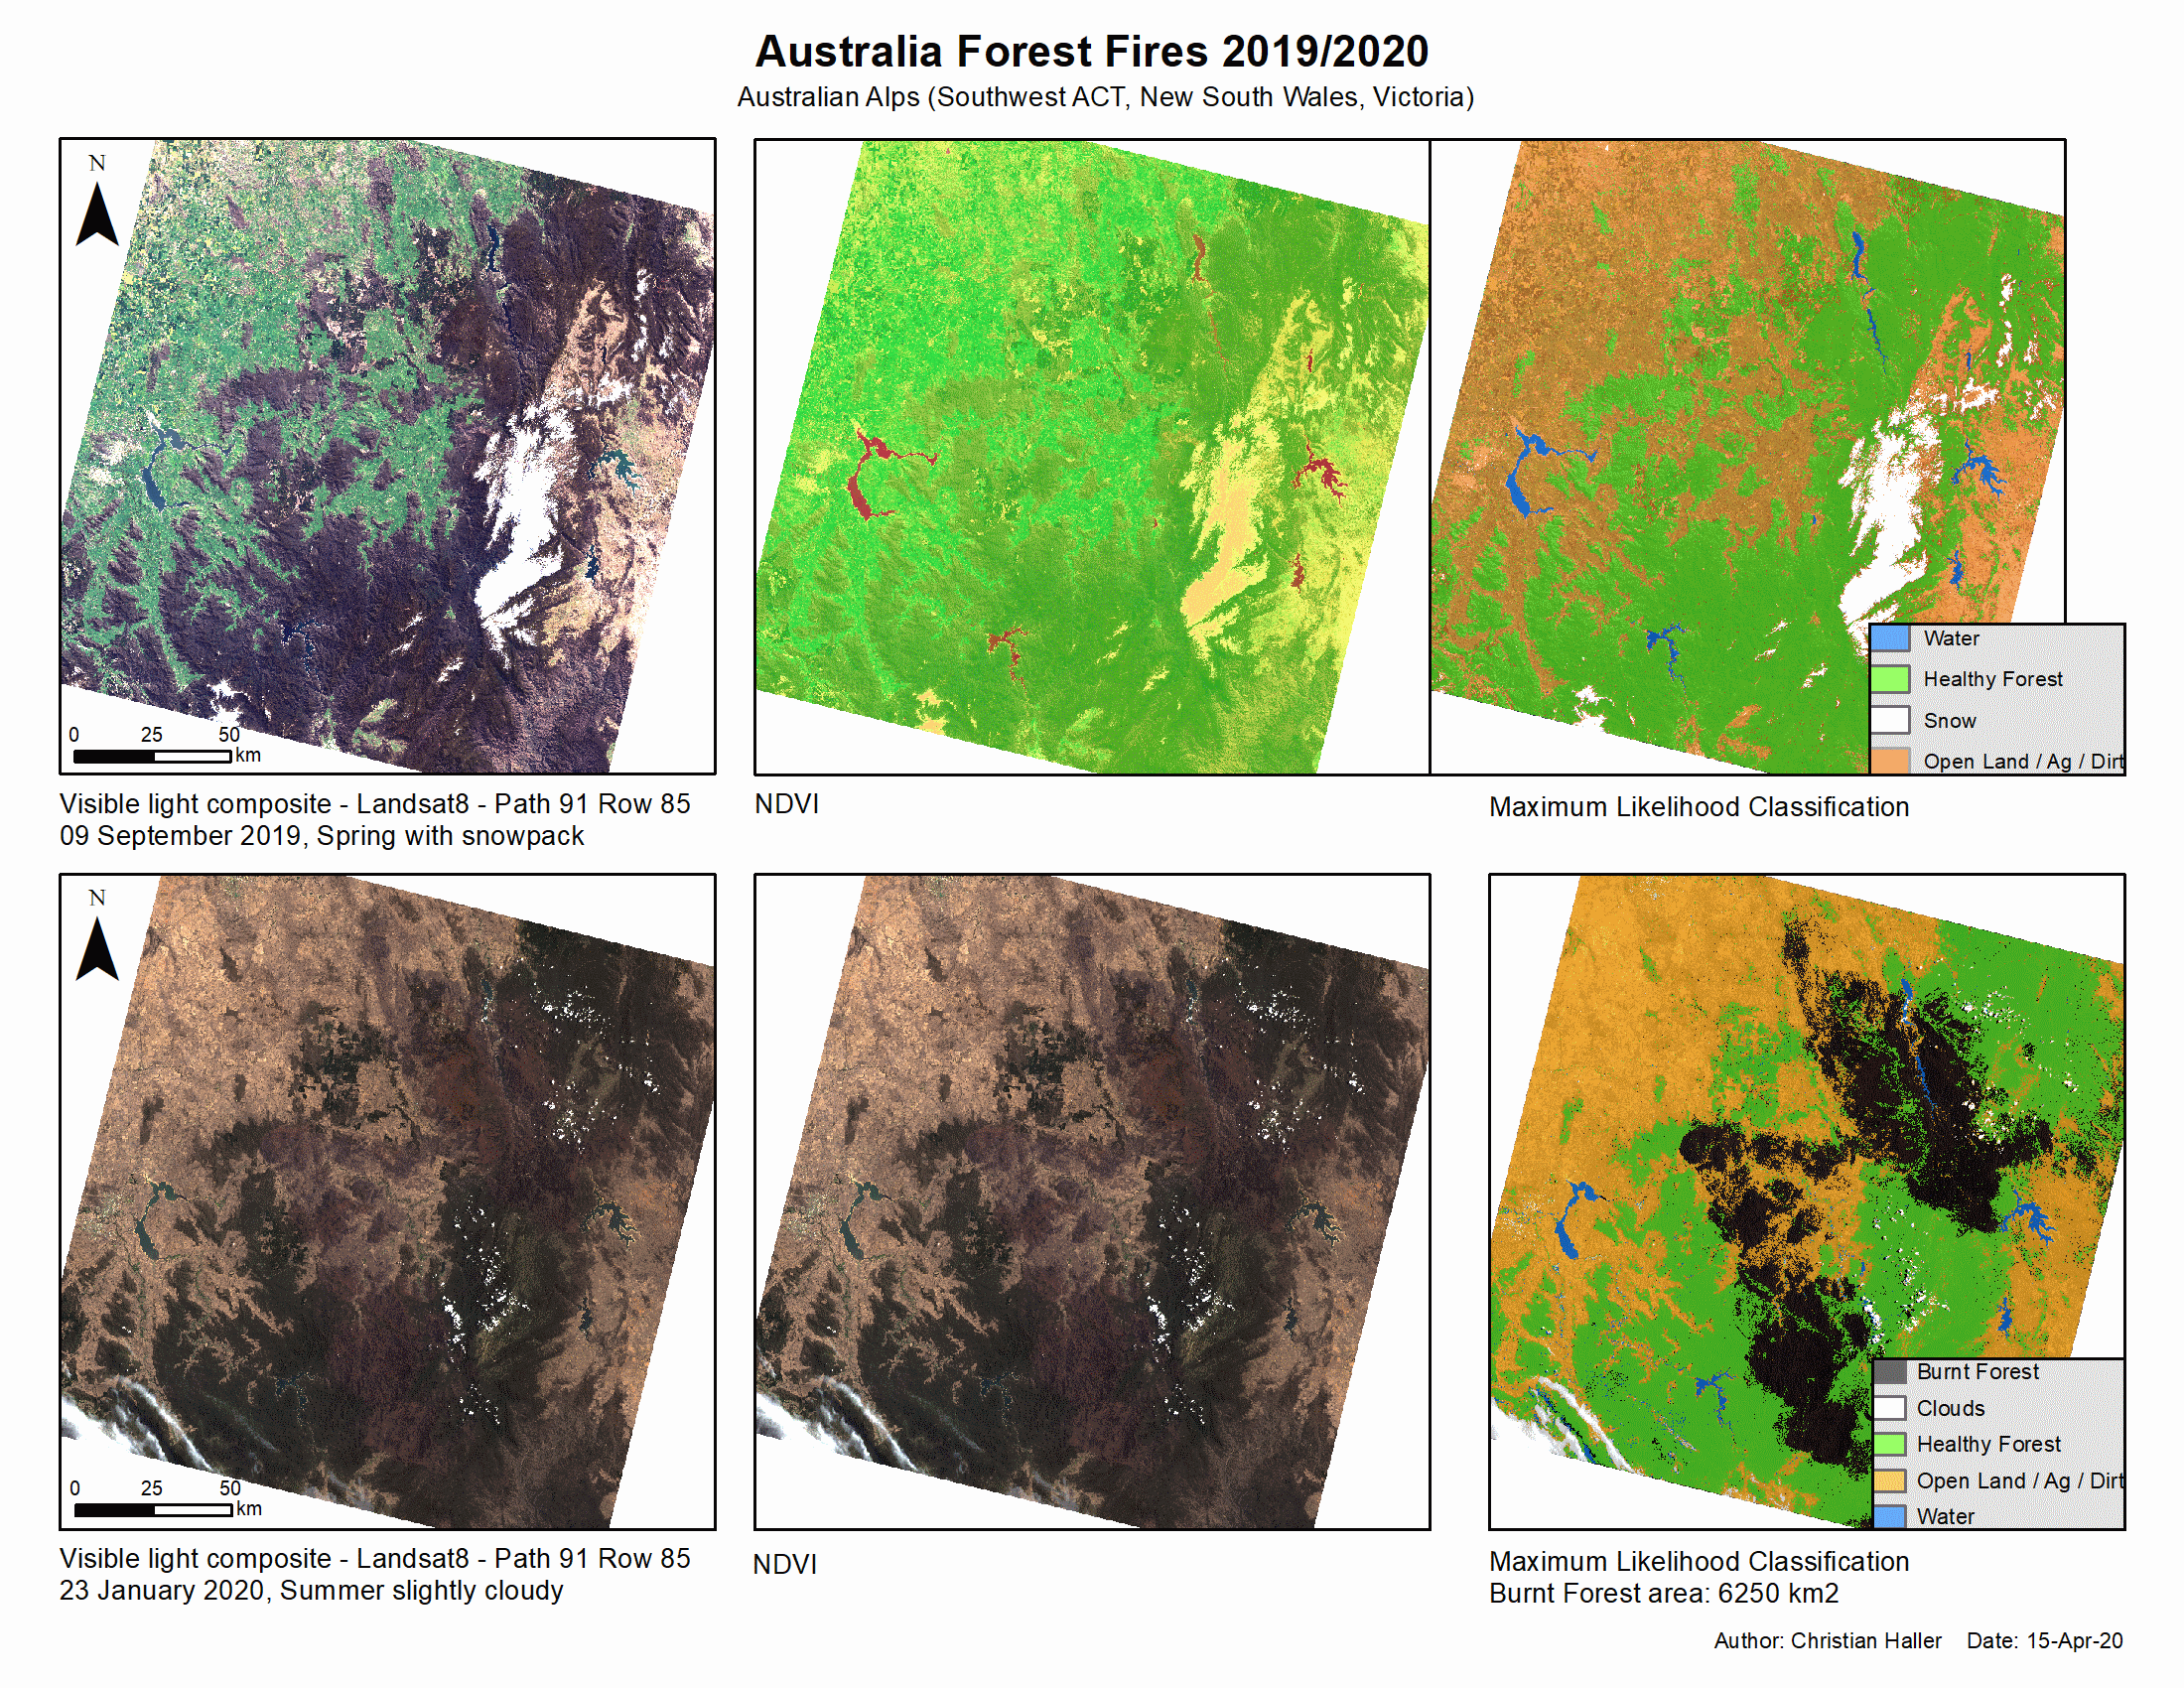 Australia Forest Fires 2019/2020
Australian Alps (Southwest ACT, New South Wales, Victoria)
N
0 25 50
km
Water
Healthy Forest
Snow
Open Land / Ag / Dirt
Visible light composite - Landsat8 - Path 91 Row 85
09 September 2019, Spring with snowpack
NDVI
Maximum Likelihood Classification
N
0 25 50
km
Burnt Forest
Clouds
Healthy Forest
Open Land / Ag / Dirt
Water
Visible light composite - Landsat8 - Path 91 Row 85
23 January 2020, Summer slightly cloudy
NDVI
Maximum Likelihood Classification
Burnt Forest area: 6250 km2
Author: Christian Haller Date: 15-Apr-20